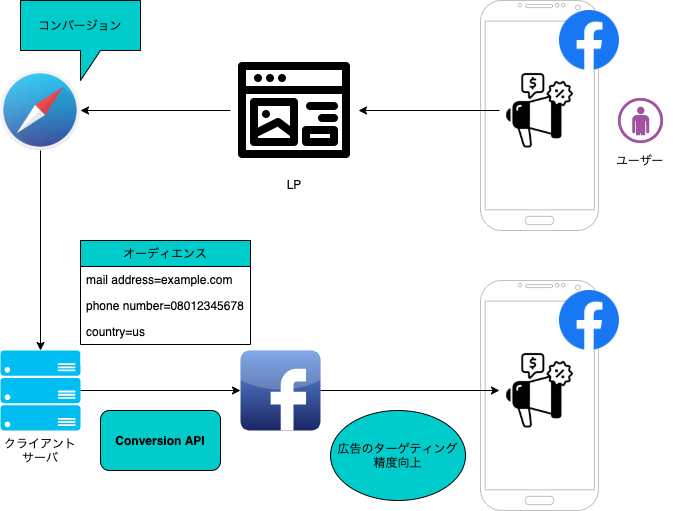 コンバージョン
ユーザー
LP
オーディエンス
mail address=example.com
phone number=08012345678
country=us
クライアント
サーバ
Conversion API
広告のターゲティング
精度向上